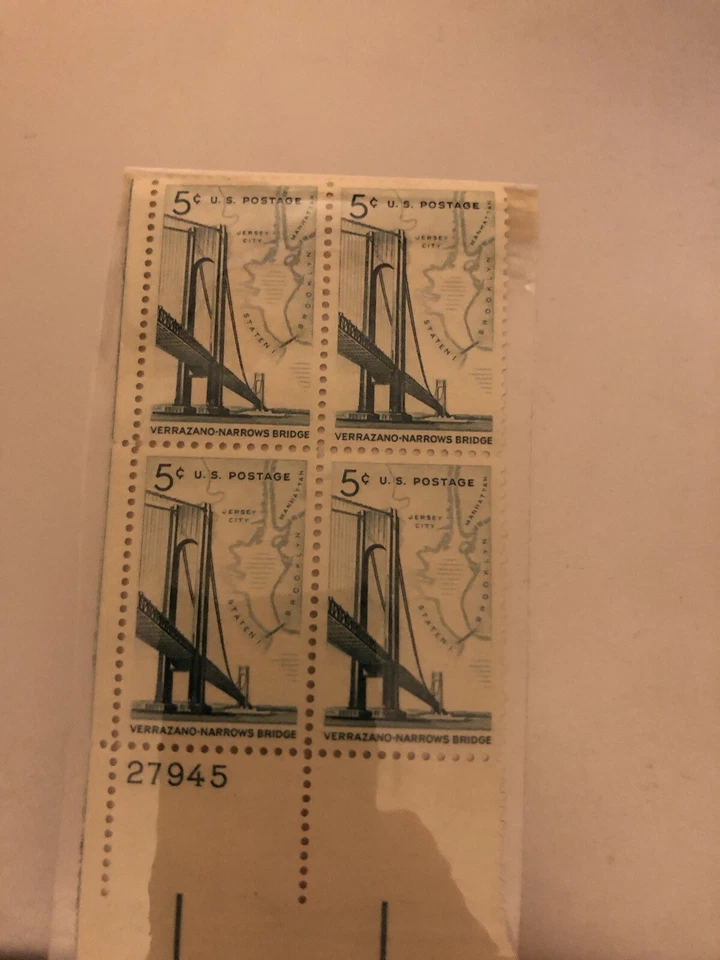 5¢ U.S. POSTAGE
JERSEY CITY
MANHATTAN
BROOKLYN
STATEN I.
VERRAZANO-NARROWS BRIDGE
5¢ U.S. POSTAGE
JERSEY CITY
MANHATTAN
BROOKLYN
STATEN I.
VERRAZANO-NARROWS BRIDGE
5¢ U.S. POSTAGE
JERSEY CITY
MANHATTAN
BROOKLYN
STATEN I.
VERRAZANO-NARROWS BRIDGE
5¢ U.S. POSTAGE
JERSEY CITY
MANHATTAN
BROOKLYN
STATEN I.
VERRAZANO-NARROWS BRIDGE
27945